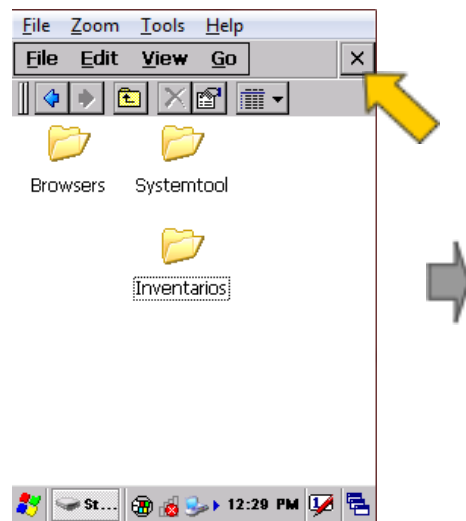 File Zoom Tools Help
File Edit View Go
Browsers Systemtool
Inventarios
St... 12:29 PM